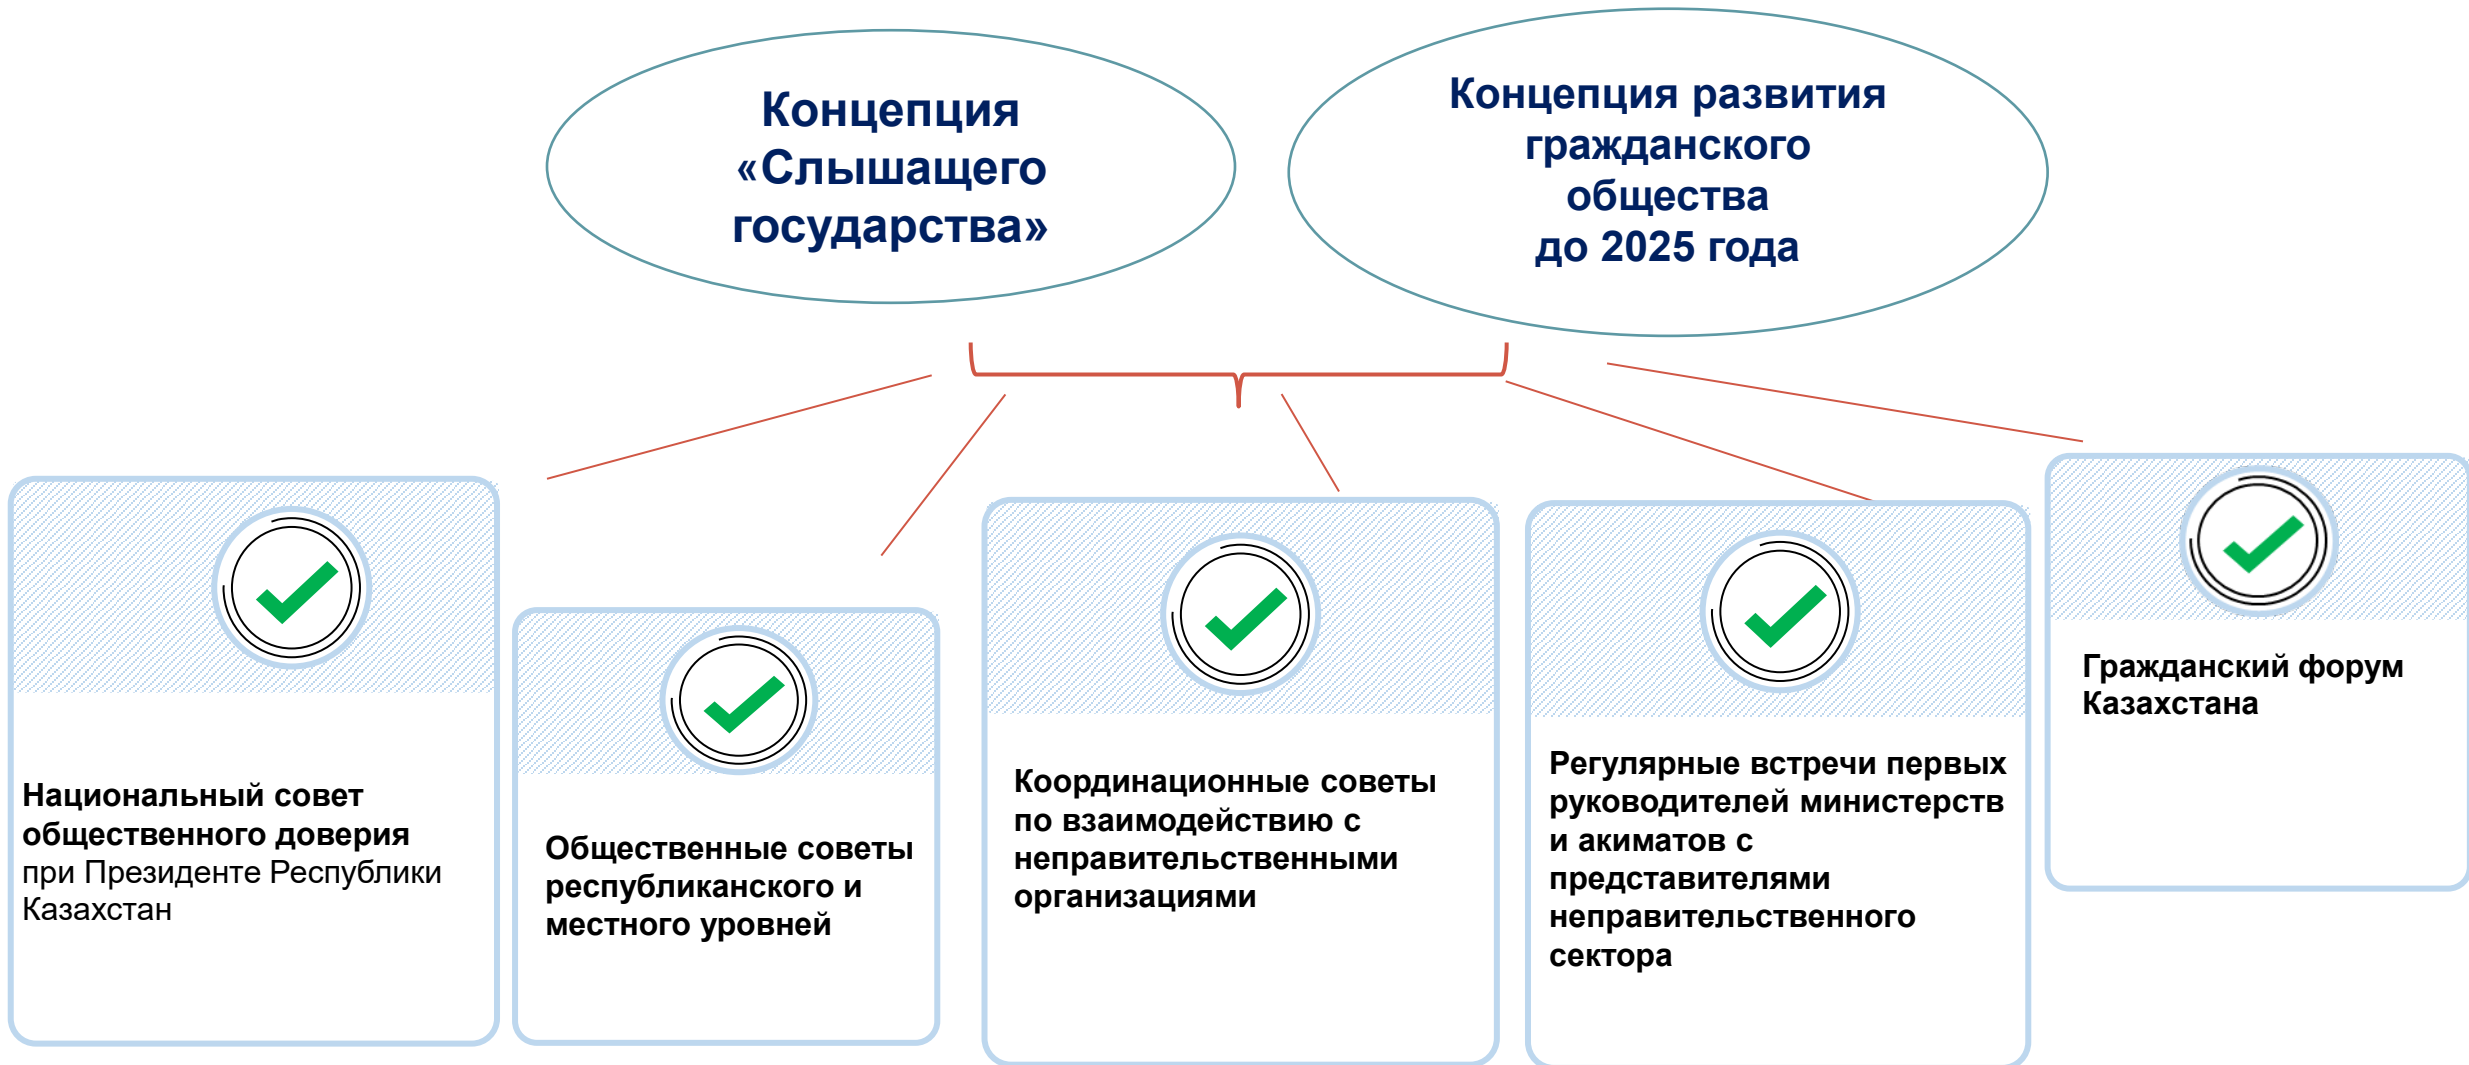 Концепция
«Слышащего
государства»
Концепция развития
гражданского
общества
до 2025 года
Национальный совет
общественного доверия
при Президенте Республики
Казахстан
Общественные советы
республиканского и
местного уровней
Координационные советы
по взаимодействию с
неправительственными
организациями
Регулярные встречи первых
руководителей министерств
и акиматов с
представителями
неправительственного
сектора
Гражданский форум
Казахстана